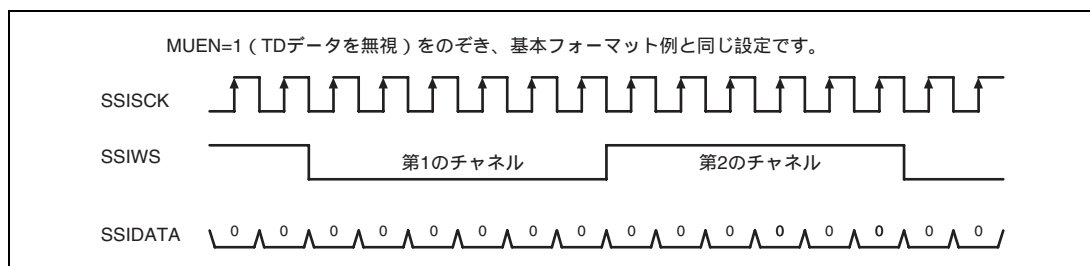 MUEN=1（TDデータを無視）をのぞき、基本フォーマット例と同じ設定です。
SSISCK
SSIWS 第1のチャネル 第2のチャネル
SSIDATA 0 0 0 0 0 0 0 0 0 0 0 0 0 0 0 0